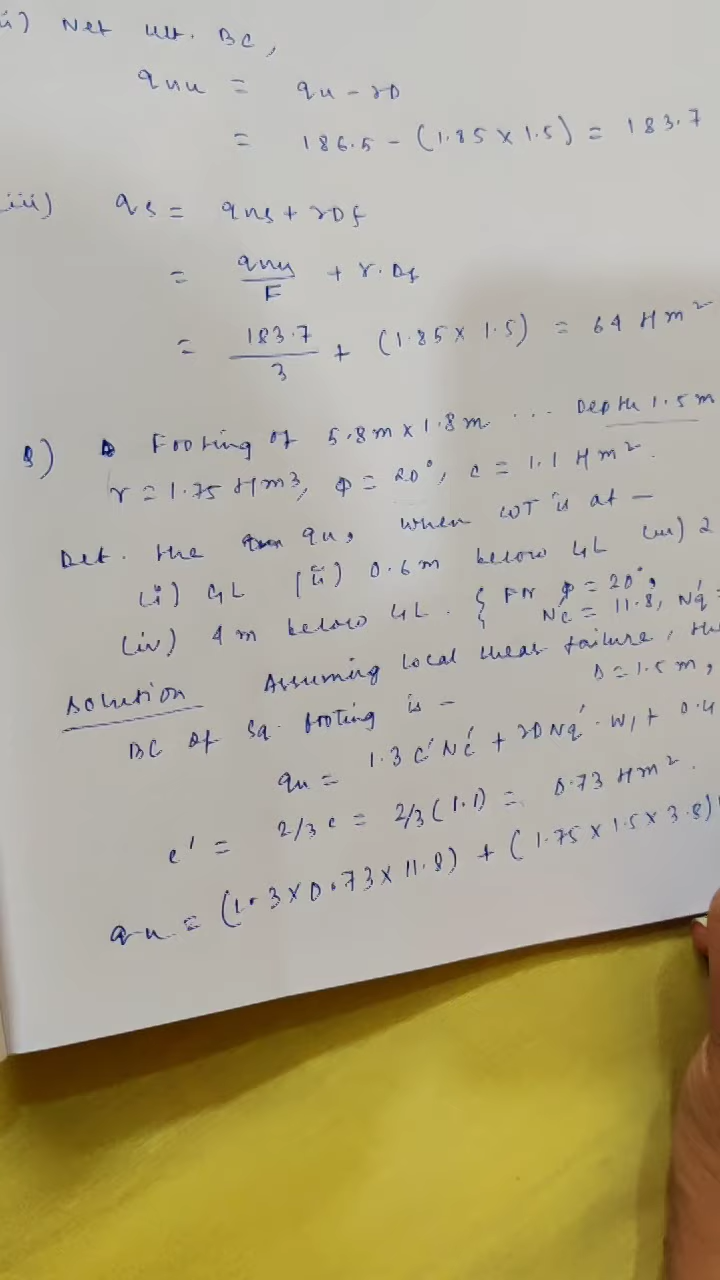 ii) Net ult. BC,
qnu = qu - γD
= 186.5 - (1.85 × 1.5) = 183.7
iii) qs = qns + γDf
= qnu/F + γ.Df
= 183.7/3 + (1.85 × 1.5) = 64 t/m²
3) Footing of 5.8m × 1.8m ... Depth 1.5m
γ = 1.75 t/m3, φ = 20°, c = 1.1 t/m².
Det. the qu, when WT is at -
(i) GL (ii) 0.6m below GL (iii) 2
(iv) 4m below GL. { For φ = 20°,
Nc' = 11.8, Nq' =
Solution Assuming local shear failure, the
BC of sq. footing is - D = 1.5m,
qu = 1.3 c'Nc' + γDNq'.W1 + 0.4
c' = 2/3 c = 2/3 (1.1) = 0.73 t/m².
qu = (1.3 × 0.73 × 11.8) + (1.75 × 1.5 × 3.8)